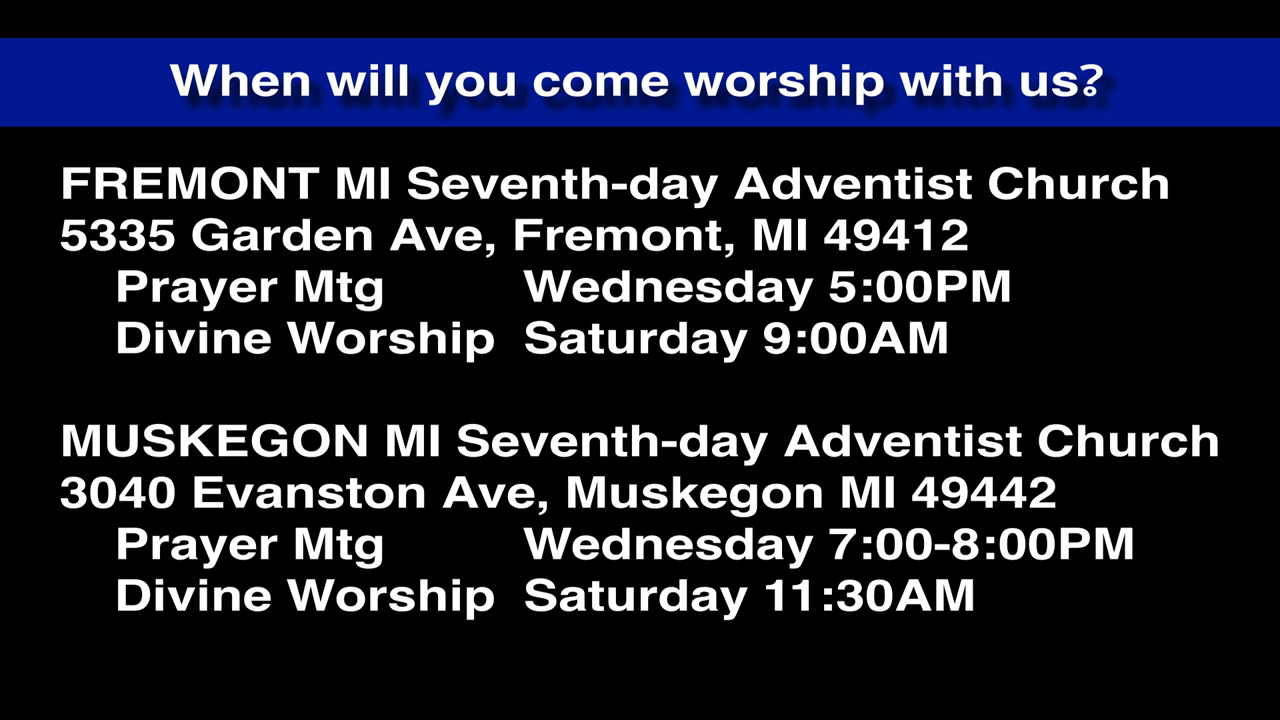 When will you come worship with us?
FREMONT MI Seventh-day Adventist Church
5335 Garden Ave, Fremont, MI 49412
Prayer Mtg Wednesday 5:00PM
Divine Worship Saturday 9:00AM
MUSKEGON MI Seventh-day Adventist Church
3040 Evanston Ave, Muskegon MI 49442
Prayer Mtg Wednesday 7:00-8:00PM
Divine Worship Saturday 11:30AM